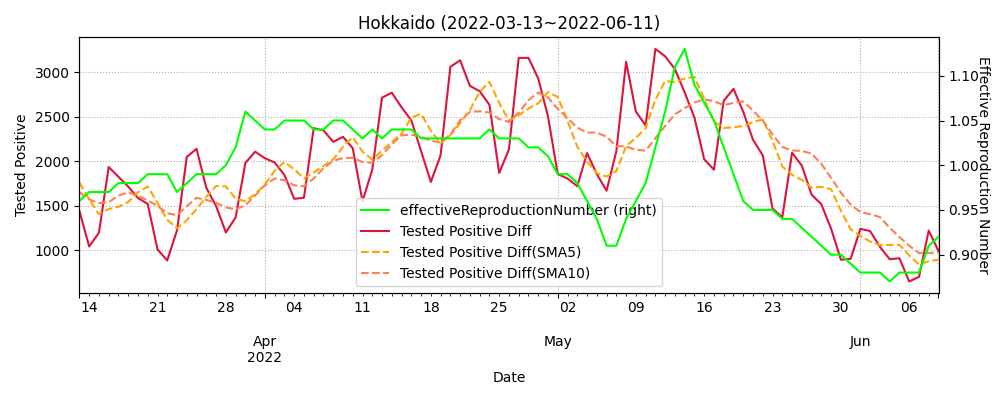 Hokkaido (2022-03-13~2022-06-11)
Tested Positive
3000
2500
2000
1500
1000
1.10
1.05
1.00
0.95
0.90
Effective Reproduction Number
effectiveReproductionNumber (right)
Tested Positive Diff
Tested Positive Diff(SMA5)
Tested Positive Diff(SMA10)
14 21 28 04 11 18 25 02 09 16 23 30 06
Apr May Jun
2022
Date